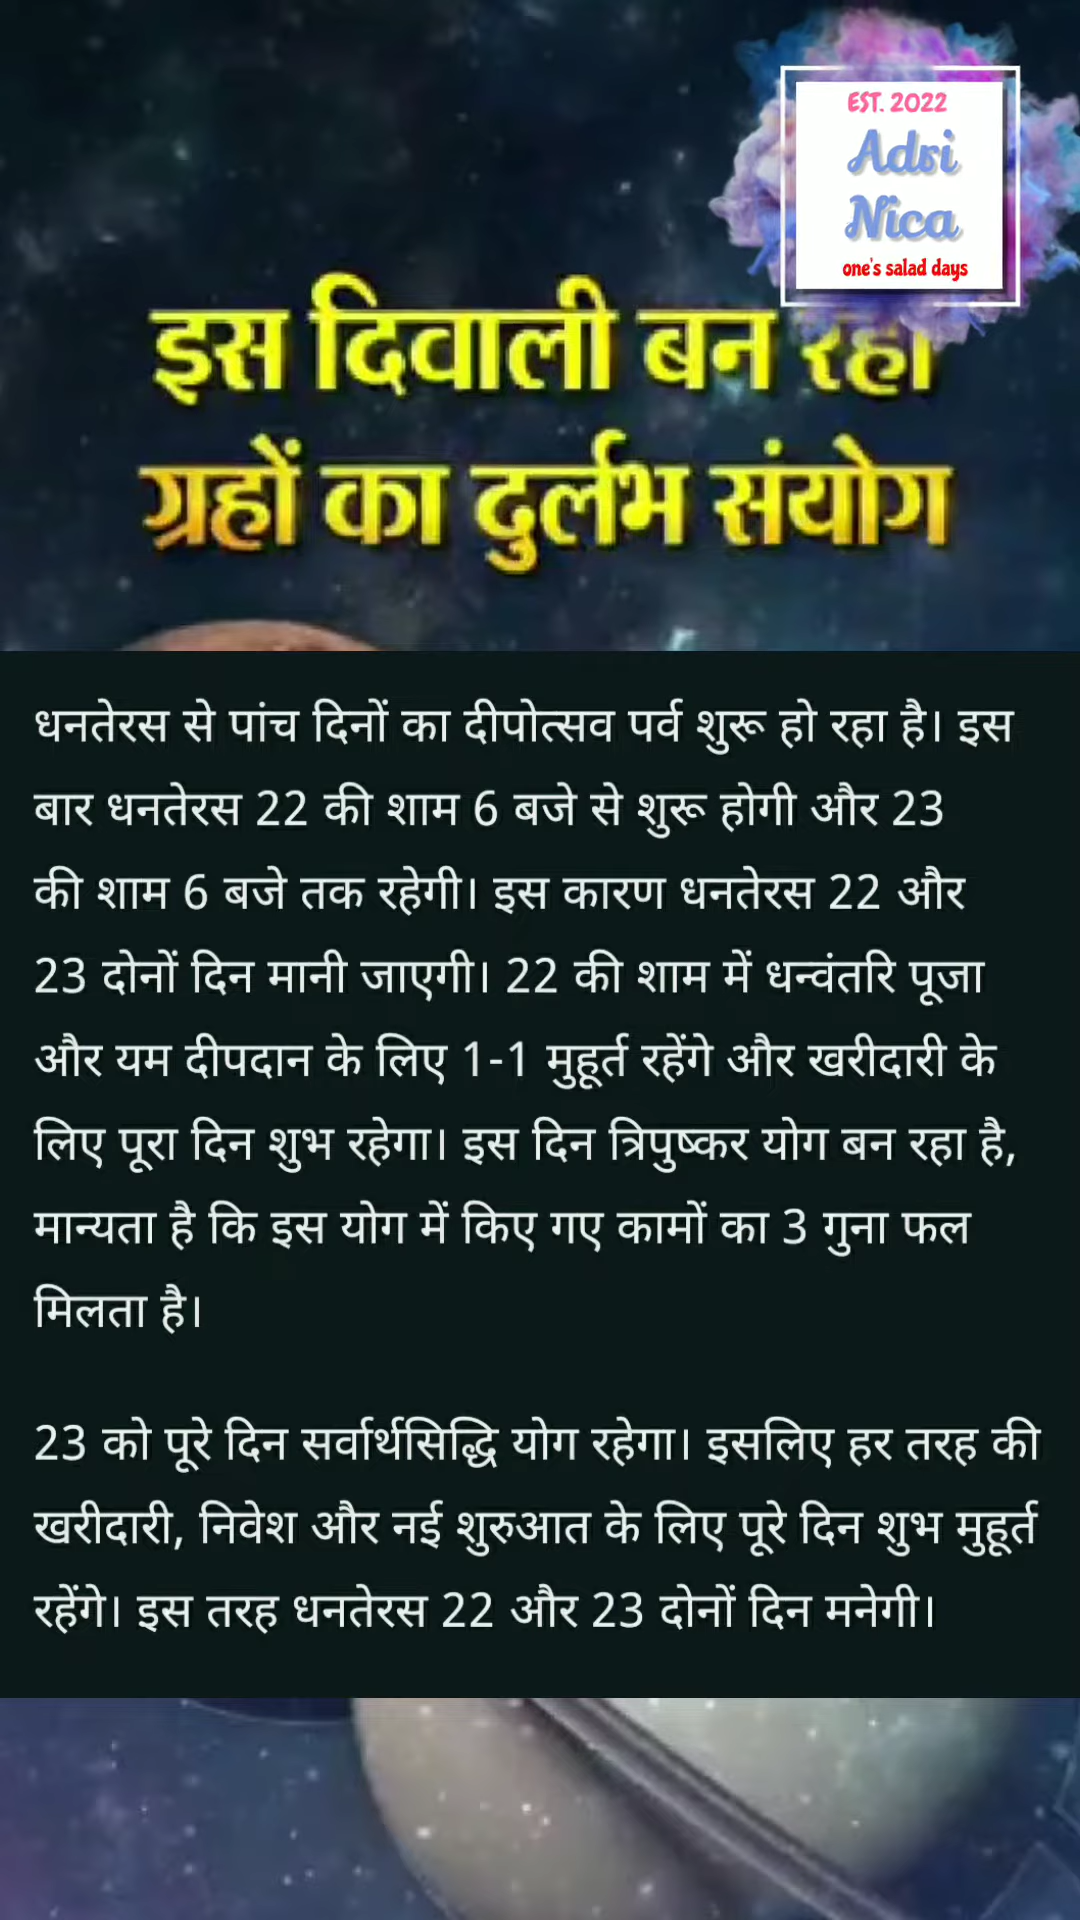 EST. 2022
Adri
Nica
one's salad days
इस दिवाली बन रहा
ग्रहों का दुर्लभ संयोग
धनतेरस से पांच दिनों का दीपोत्सव पर्व शुरू हो रहा है। इस
बार धनतेरस 22 की शाम 6 बजे से शुरू होगी और 23
की शाम 6 बजे तक रहेगी। इस कारण धनतेरस 22 और
23 दोनों दिन मानी जाएगी। 22 की शाम में धन्वंतरि पूजा
और यम दीपदान के लिए 1-1 मुहूर्त रहेंगे और खरीदारी के
लिए पूरा दिन शुभ रहेगा। इस दिन त्रिपुष्कर योग बन रहा है,
मान्यता है कि इस योग में किए गए कामों का 3 गुना फल
मिलता है।
23 को पूरे दिन सर्वार्थसिद्धि योग रहेगा। इसलिए हर तरह की
खरीदारी, निवेश और नई शुरुआत के लिए पूरे दिन शुभ मुहूर्त
रहेंगे। इस तरह धनतेरस 22 और 23 दोनों दिन मनेगी।